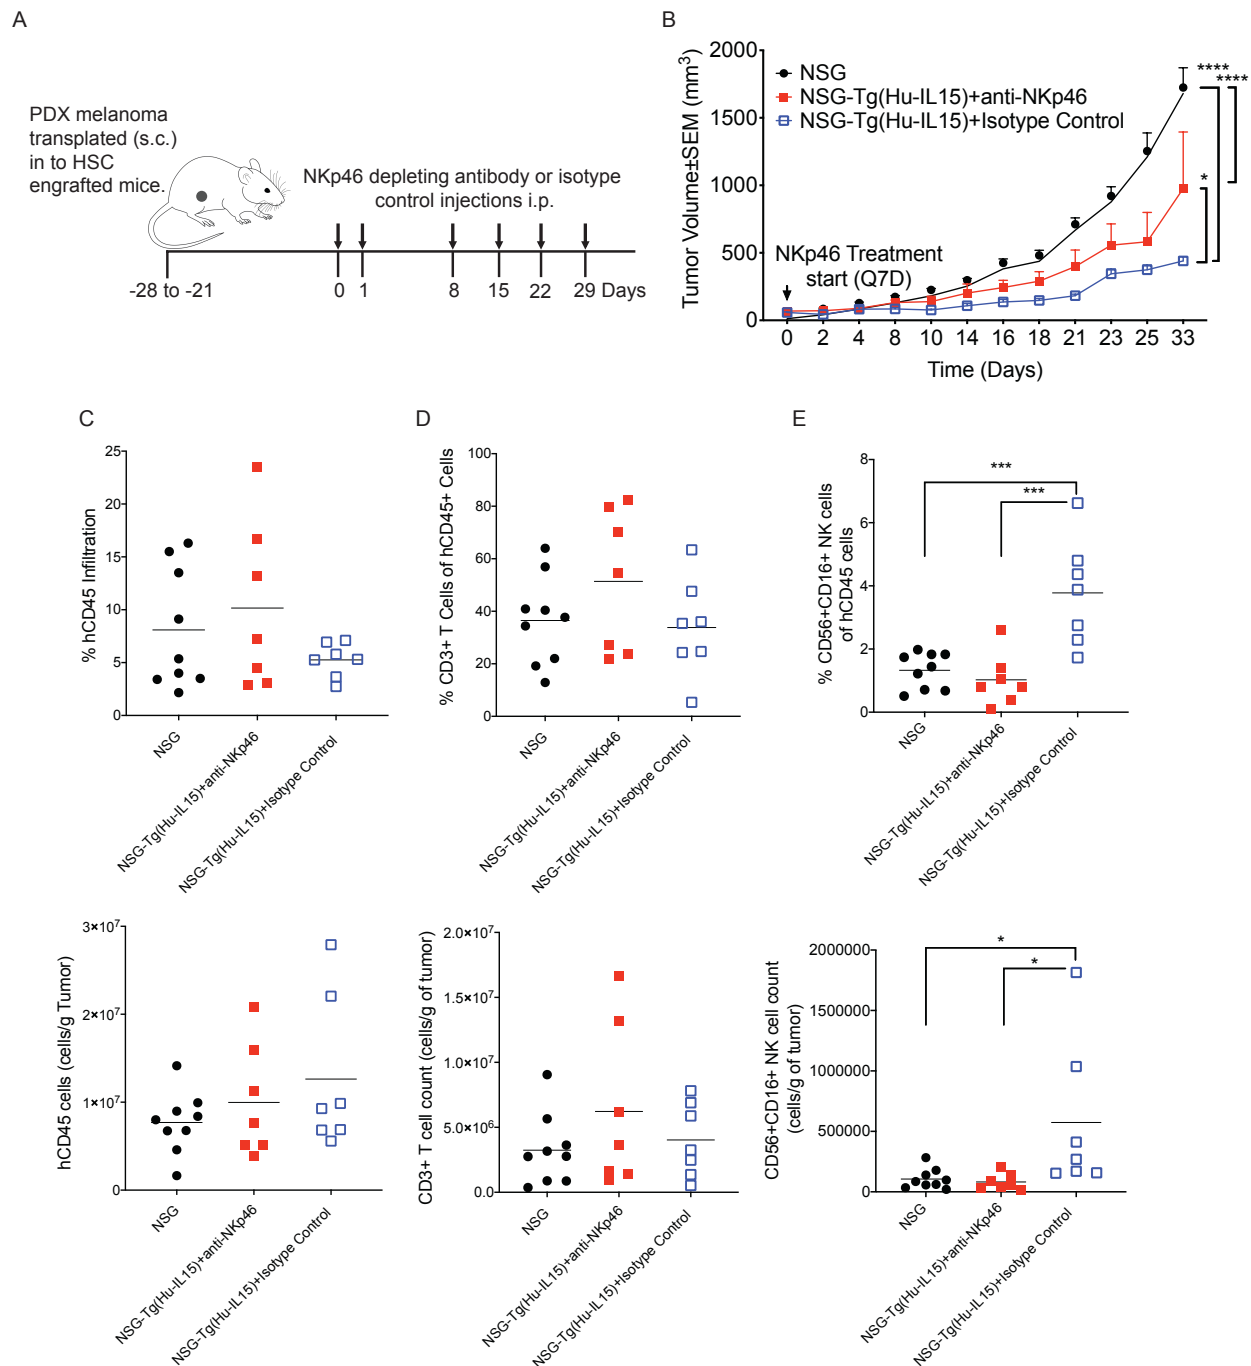 A
PDX melanoma
transplanted (s.c.)
in to HSC
engrafted mice.
NKp46 depleting antibody or isotype
control injections i.p.
-28 to -21
0 1 8 15 22 29 Days
B
Tumor Volume±SEM (mm³)
2000
1500
1000
500
0
NSG
NSG-Tg(Hu-IL15)+anti-NKp46
NSG-Tg(Hu-IL15)+Isotype Control
NKp46 Treatment
start (Q7D)
****
****
*
0 2 4 8 10 14 16 18 21 23 25 33
Time (Days)
C
% hCD45 Infiltration
25
20
15
10
5
0
NSG
NSG-Tg(Hu-IL15)+anti-NKp46
NSG-Tg(Hu-IL15)+Isotype Control
D
% CD3+ T Cells of hCD45+ Cells
100
80
60
40
20
0
NSG
NSG-Tg(Hu-IL15)+anti-NKp46
NSG-Tg(Hu-IL15)+Isotype Control
E
% CD56+CD16+ NK cells
of hCD45 cells
8
6
4
2
0
***
***
NSG
NSG-Tg(Hu-IL15)+anti-NKp46
NSG-Tg(Hu-IL15)+Isotype Control
hCD45 cells (cells/g Tumor)
3×10⁷
2×10⁷
1×10⁷
0
NSG
NSG-Tg(Hu-IL15)+anti-NKp46
NSG-Tg(Hu-IL15)+Isotype Control
CD3+ T cell count (cells/g of tumor)
2.0×10⁷
1.5×10⁷
1.0×10⁷
5.0×10⁶
0.0
NSG
NSG-Tg(Hu-IL15)+anti-NKp46
NSG-Tg(Hu-IL15)+Isotype Control
CD56+CD16+ NK cell count
(cells/g of tumor)
2000000
1500000
1000000
500000
0
*
*
NSG
NSG-Tg(Hu-IL15)+anti-NKp46
NSG-Tg(Hu-IL15)+Isotype Control